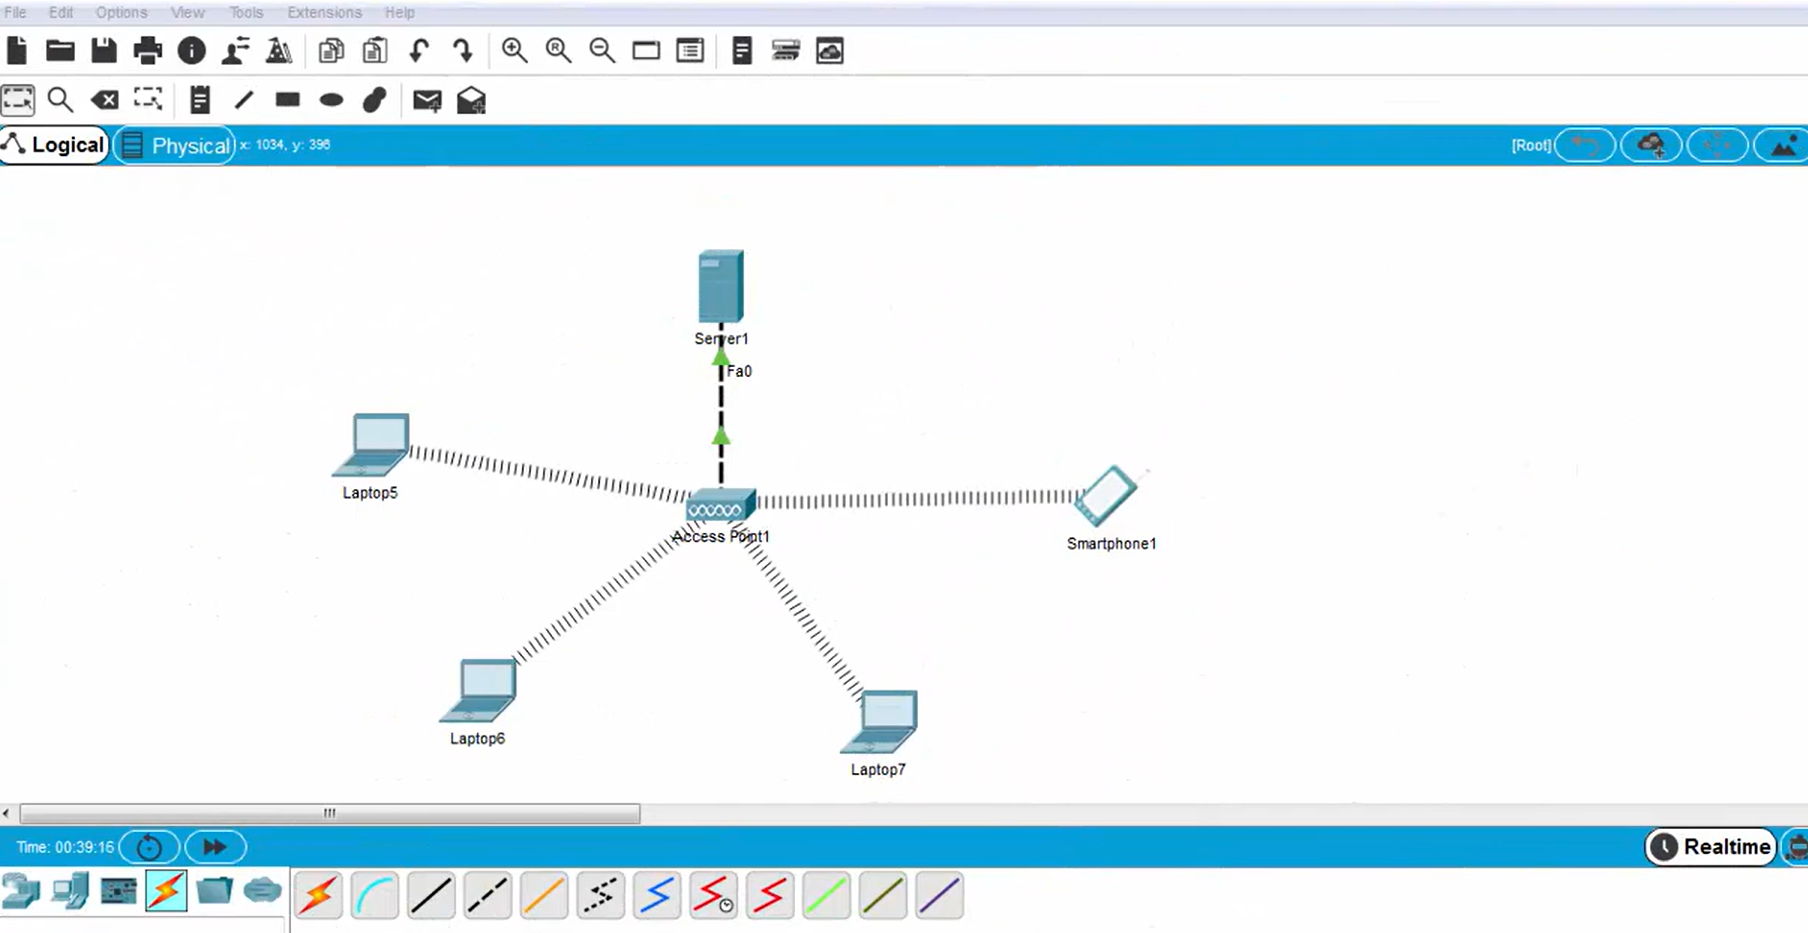 File Edit Options View Tools Extensions Help
Logical Physical x: 1034, y: 396 [Root]
Server1
Fa0
Laptop5
Access Point1
Smartphone1
Laptop6
Laptop7
Time: 00:39:16 Realtime